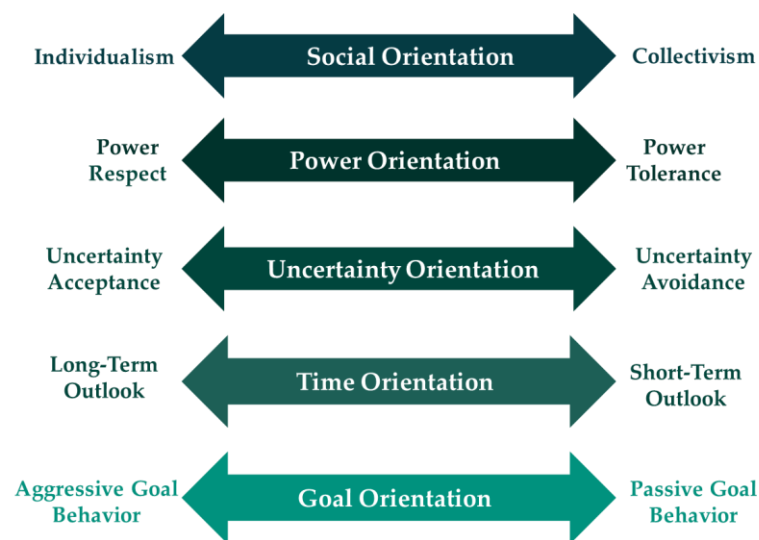 Individualism
Social Orientation
Collectivism
Power
Respect
Power Orientation
Power
Tolerance
Uncertainty
Acceptance
Uncertainty Orientation
Uncertainty
Avoidance
Long-Term
Outlook
Time Orientation
Short-Term
Outlook
Aggressive Goal
Behavior
Goal Orientation
Passive Goal
Behavior